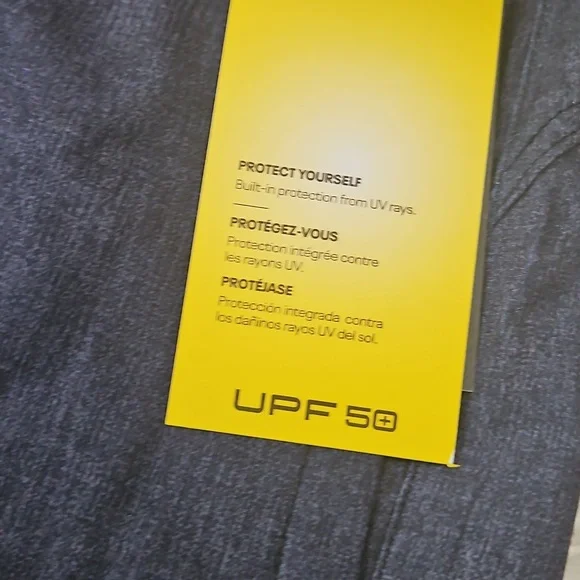 PROTECT YOURSELF
Built-in protection from UV rays.
PROTÉGEZ-VOUS
Protection intégrée contre
les rayons UV.
PROTÉJASE
Protección integrada contra
los dañinos rayos UV del sol.
UPF 50+